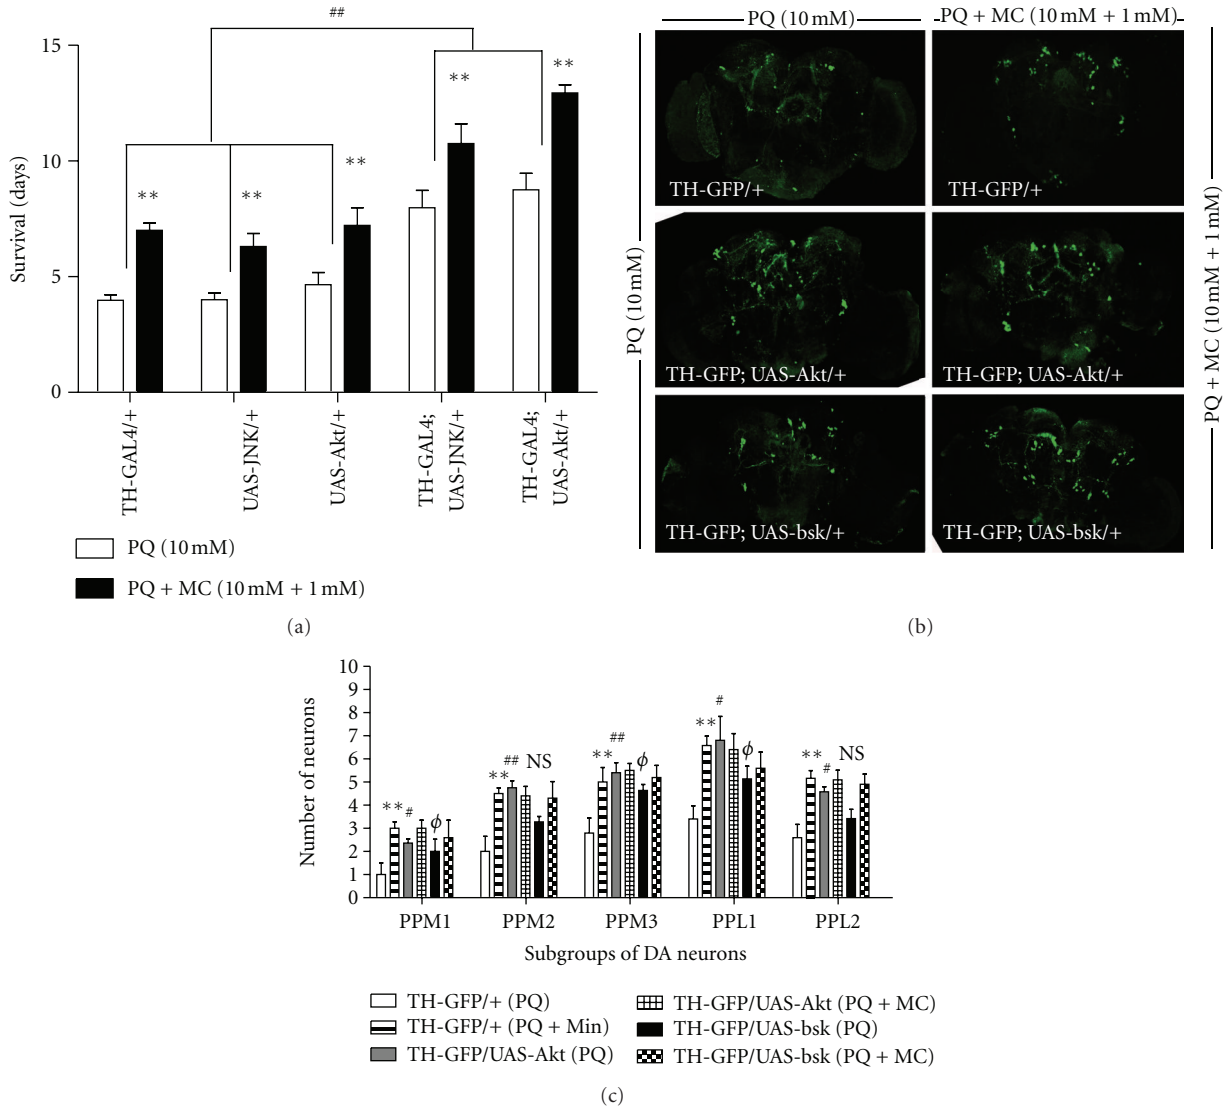 ##
15
10
5
0
Survival (days)
**
**
**
**
**
TH-GAL4/+
UAS-JNK/+
UAS-Akt/+
TH-GAL4;
UAS-JNK/+
TH-GAL4;
UAS-Akt/+
PQ (10 mM)
PQ + MC (10 mM + 1 mM)
(a)
PQ (10 mM)
PQ + MC (10 mM + 1 mM)
PQ (10 mM)
PQ + MC (10 mM + 1 mM)
TH-GFP/+
TH-GFP/+
TH-GFP; UAS-Akt/+
TH-GFP; UAS-Akt/+
TH-GFP; UAS-bsk/+
TH-GFP; UAS-bsk/+
(b)
10
9
8
7
6
5
4
3
2
1
0
Number of neurons
** # ϕ
** ## NS
** ## ϕ
** # ϕ
** # NS
PPM1
PPM2
PPM3
PPL1
PPL2
Subgroups of DA neurons
TH-GFP/+ (PQ)
TH-GFP/+ (PQ + Min)
TH-GFP/UAS-Akt (PQ)
TH-GFP/UAS-Akt (PQ + MC)
TH-GFP/UAS-bsk (PQ)
TH-GFP/UAS-bsk (PQ + MC)
(c)